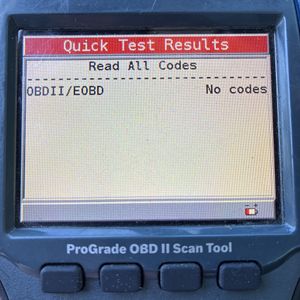 Quick Test Results
Read All Codes
OBDII/EOBD No codes
ProGrade OBD II Scan Tool